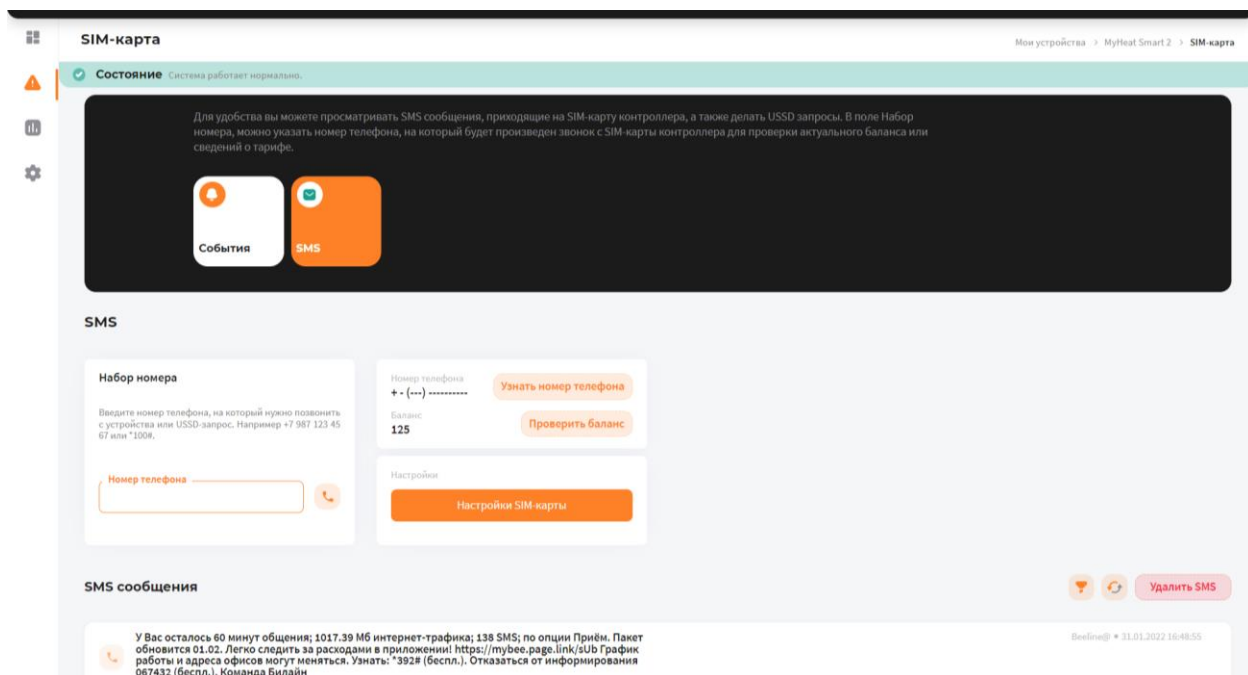 SIM-карта
Мои устройства > MyHeat Smart 2 > SIM-карта
Состояние Система работает нормально.
Для удобства вы можете просматривать SMS сообщения, приходящие на SIM-карту контроллера, а также делать USSD запросы. В поле Набор
номера, можно указать номер телефона, на который будет произведен звонок с SIM-карты контроллера для проверки актуального баланса или
сведений о тарифе.
События
SMS
SMS
Набор номера
Введите номер телефона, на который нужно позвонить
с устройства или USSD-запрос. Например +7 987 123 45
67 или *100#.
Номер телефона
Номер телефона
+ - (---) ----------
Узнать номер телефона
Баланс
125
Проверить баланс
Настройки
Настройки SIM-карты
SMS сообщения
Удалить SMS
У Вас осталось 60 минут общения; 1017.39 Мб интернет-трафика; 138 SMS; по опции Приём. Пакет
обновится 01.02. Легко следить за расходами в приложении! https://mybee.page.link/sUb График
работы и адреса офисов могут меняться. Узнать: *392# (беспл.). Отказаться от информирования
067432 (беспл.). Команда Билайн
Beeline@ • 31.01.2022 16:48:55